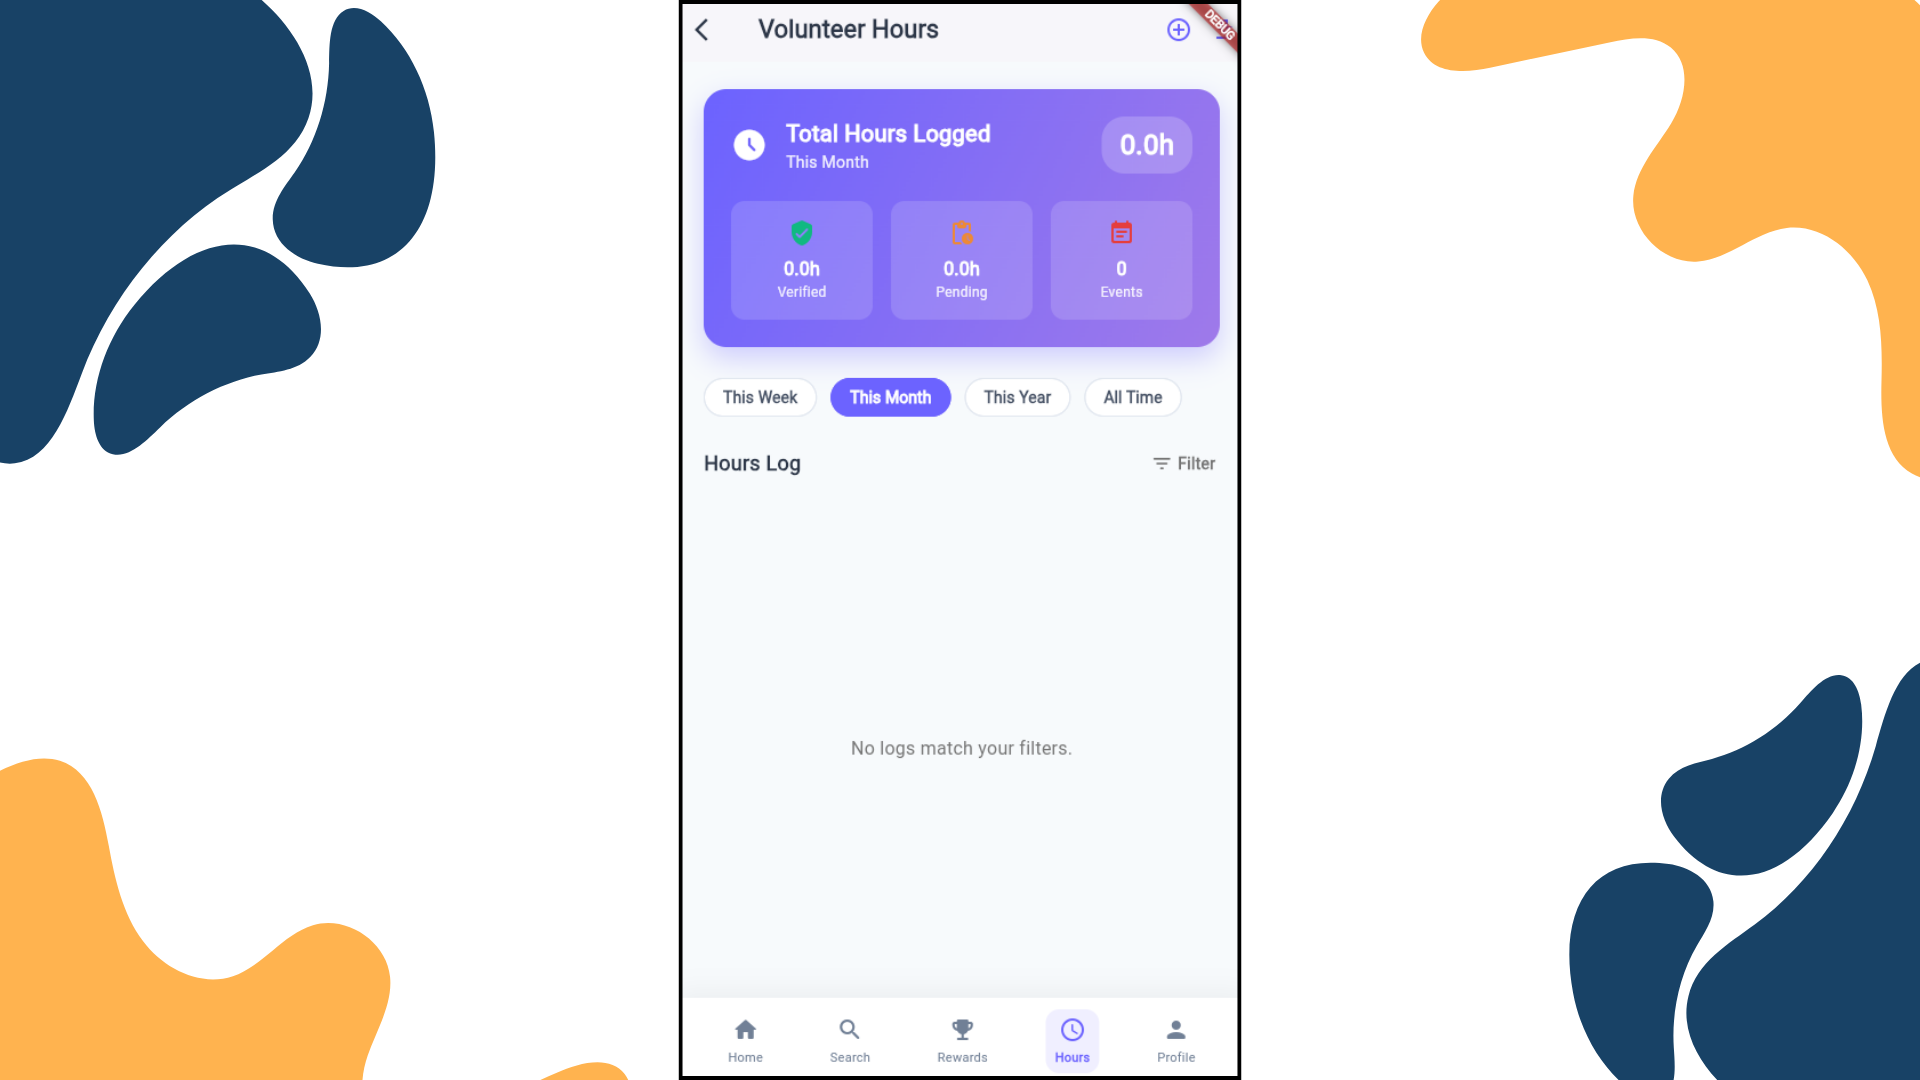 Volunteer Hours
DEBUG
Total Hours Logged
This Month
0.0h
0.0h
Verified
0.0h
Pending
0
Events
This Week
This Month
This Year
All Time
Hours Log
Filter
No logs match your filters.
Home
Search
Rewards
Hours
Profile